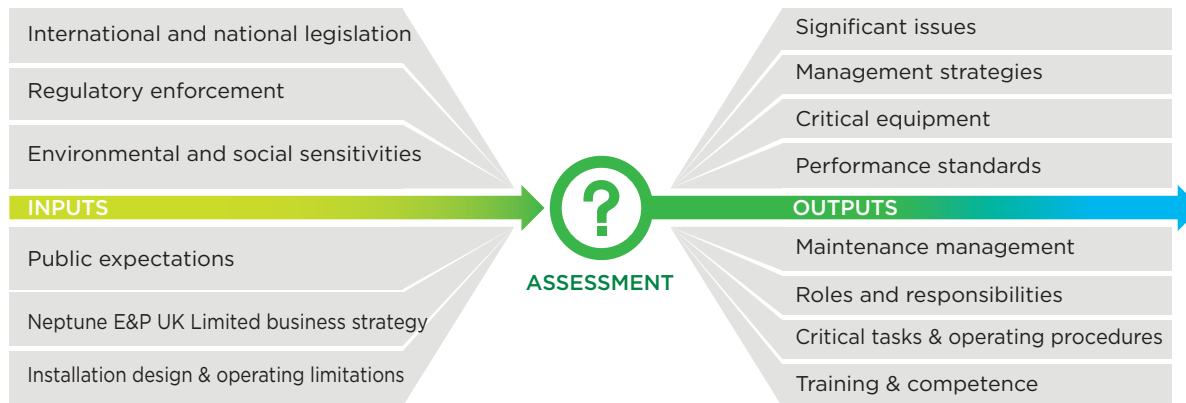 International and national legislation
Regulatory enforcement
Environmental and social sensitivities
INPUTS
Public expectations
Neptune E&P UK Limited business strategy
Installation design & operating limitations
?
ASSESSMENT
Significant issues
Management strategies
Critical equipment
Performance standards
OUTPUTS
Maintenance management
Roles and responsibilities
Critical tasks & operating procedures
Training & competence